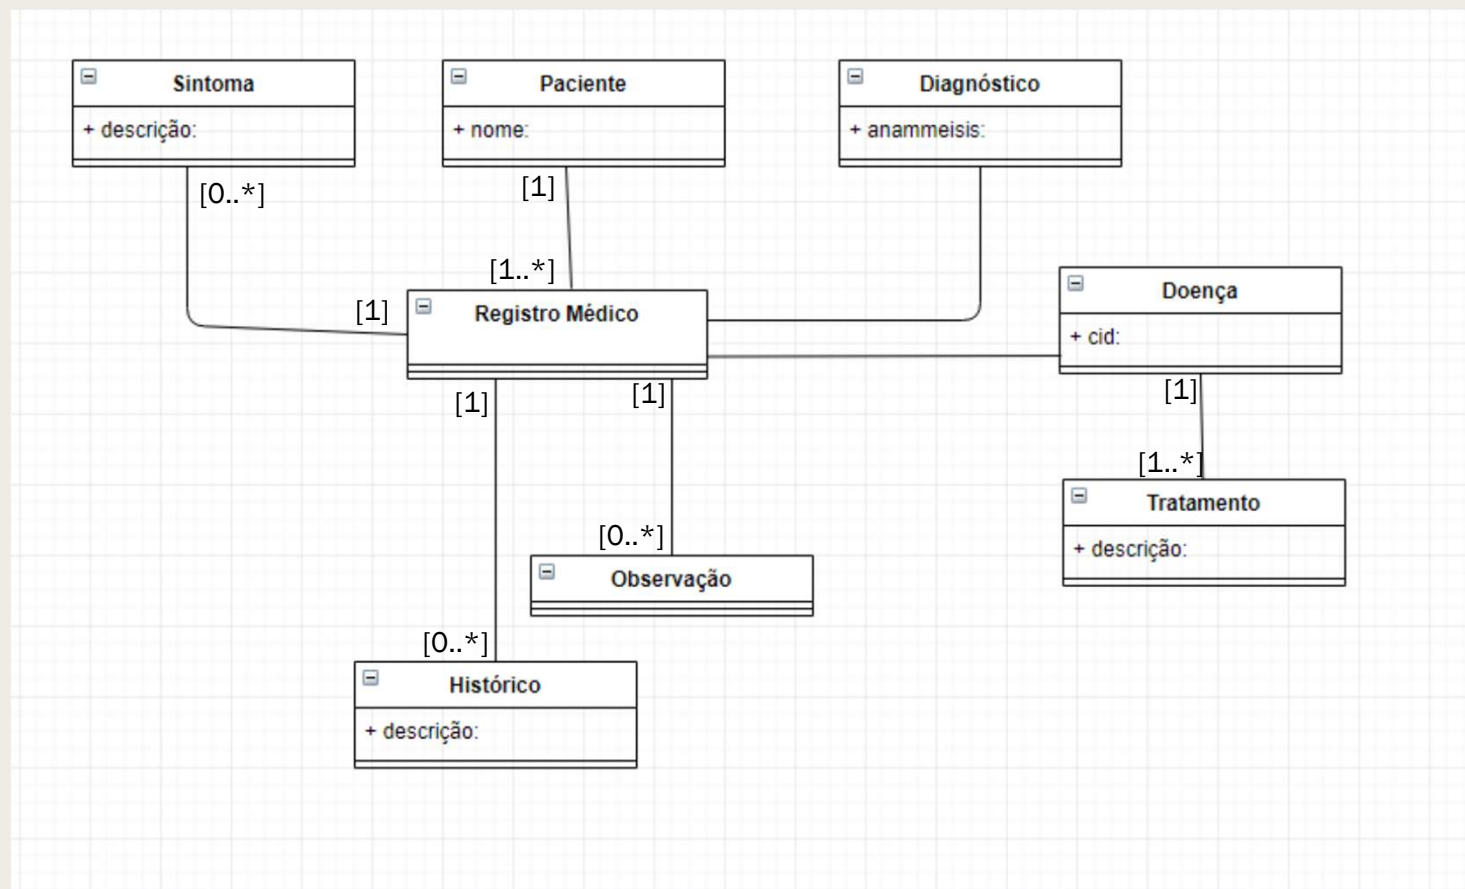 Sintoma
+ descrição:
Paciente
+ nome:
Diagnóstico
+ anammeisis:
[0..*]
[1]
[1..*]
[1]
Registro Médico
Doença
+ cid:
[1]
[1]
[1]
[1..*]
Tratamento
+ descrição:
[0..*]
Observação
[0..*]
Histórico
+ descrição: